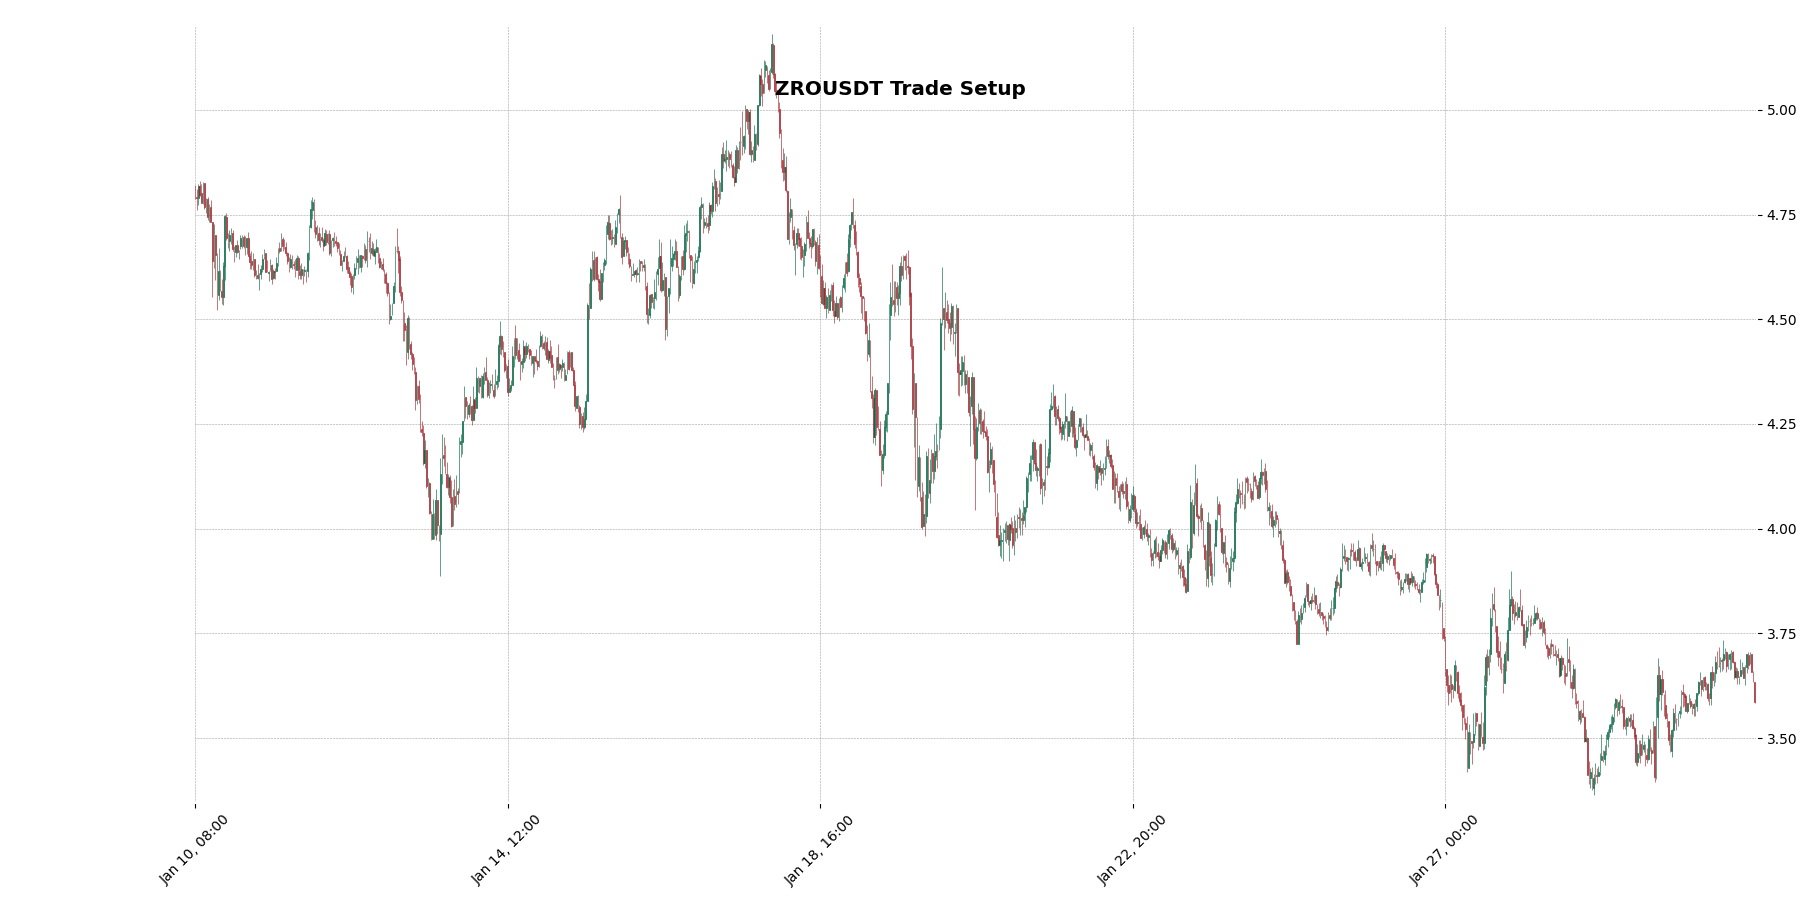 ZROUSDT Trade Setup
5.00
4.75
4.50
4.25
4.00
3.75
3.50
Jan 10, 08:00
Jan 14, 12:00
Jan 18, 16:00
Jan 22, 20:00
Jan 27, 00:00